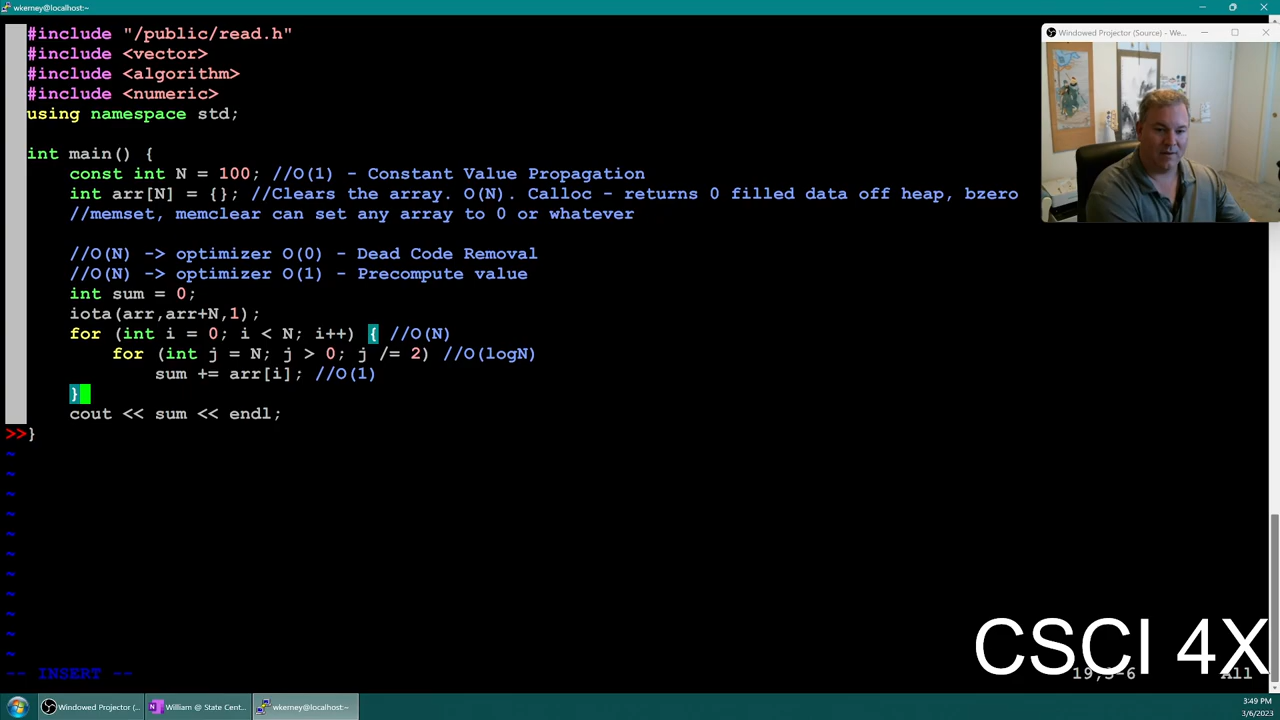 wkerney@localhost:~
#include "/public/read.h"
#include <vector>
#include <algorithm>
#include <numeric>
using namespace std;
int main() {
const int N = 100; //O(1) - Constant Value Propagation
int arr[N] = {}; //Clears the array. O(N). Calloc - returns 0 filled data off heap, bzero
//memset, memclear can set any array to 0 or whatever
//O(N) -> optimizer O(0) - Dead Code Removal
//O(N) -> optimizer O(1) - Precompute value
int sum = 0;
iota(arr,arr+N,1);
for (int i = 0; i < N; i++) { //O(N)
for (int j = N; j > 0; j /= 2) //O(logN)
sum += arr[i]; //O(1)
}
cout << sum << endl;
>>}
~
~
~
~
~
~
~
~
~
~
~
-- INSERT --
19,3-6
All
Windowed Projector (Source) - We...
CSCI 4X
Windowed Projector (...
William @ State Cent...
wkerney@localhost:~
3:49 PM
3/6/2023